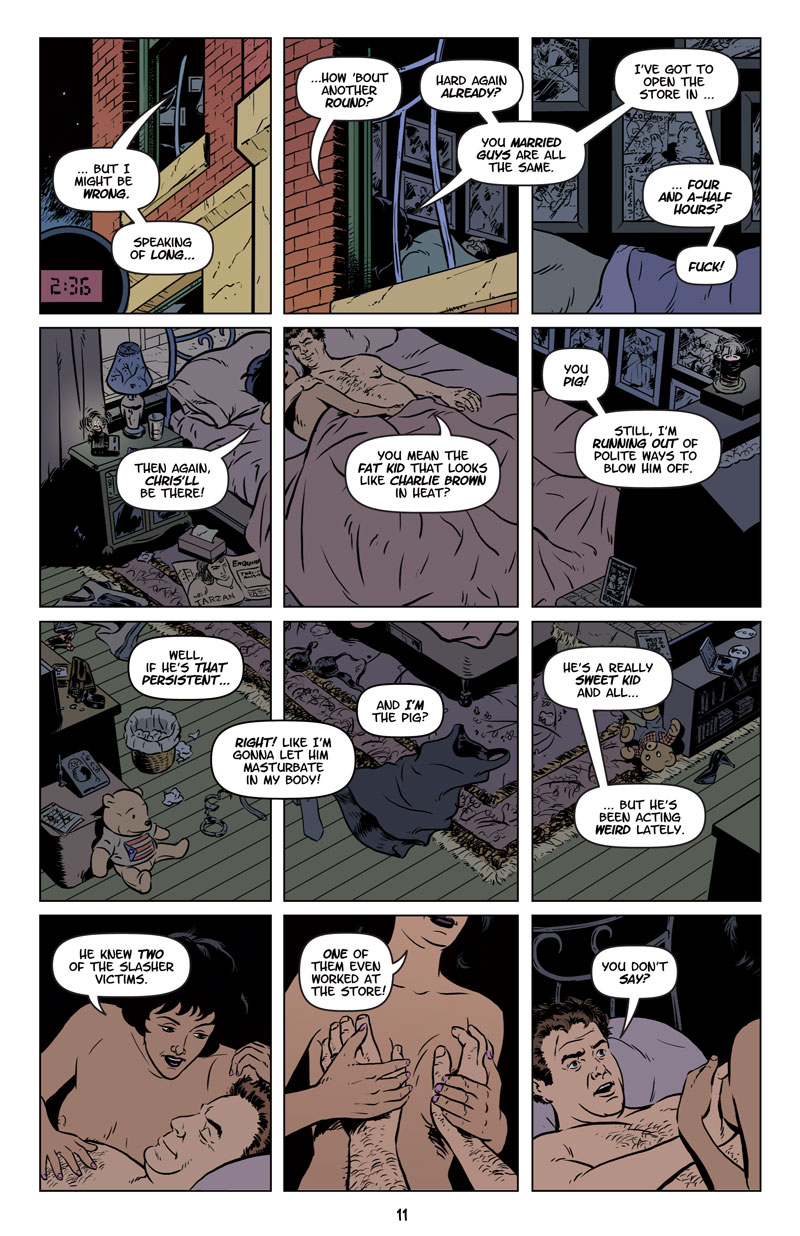 ... BUT I
MIGHT BE
WRONG.
SPEAKING
OF LONG...
2:36
...HOW 'BOUT
ANOTHER
ROUND?
HARD AGAIN
ALREADY?
YOU MARRIED
GUYS ARE ALL
THE SAME.
I'VE GOT TO
OPEN THE
STORE IN ...
... FOUR
AND A-HALF
HOURS?
FUCK!
THEN AGAIN,
CHRIS'LL
BE THERE!
TARZAN
YOU MEAN THE
FAT KID THAT LOOKS
LIKE CHARLIE BROWN
IN HEAT?
YOU
PIG!
STILL, I'M
RUNNING OUT OF
POLITE WAYS TO
BLOW HIM OFF.
WELL,
IF HE'S THAT
PERSISTENT...
RIGHT! LIKE I'M
GONNA LET HIM
MASTURBATE
IN MY BODY!
AND I'M
THE PIG?
HE'S A REALLY
SWEET KID
AND ALL...
... BUT HE'S
BEEN ACTING
WEIRD LATELY.
HE KNEW TWO
OF THE SLASHER
VICTIMS.
ONE OF
THEM EVEN
WORKED AT
THE STORE!
YOU DON'T
SAY?
11